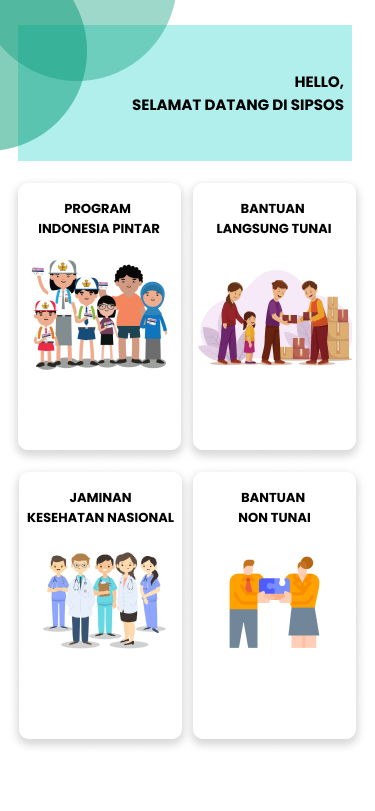 HELLO,
SELAMAT DATANG DI SIPSOS
PROGRAM
INDONESIA PINTAR
BANTUAN
LANGSUNG TUNAI
JAMINAN
KESEHATAN NASIONAL
BANTUAN
NON TUNAI